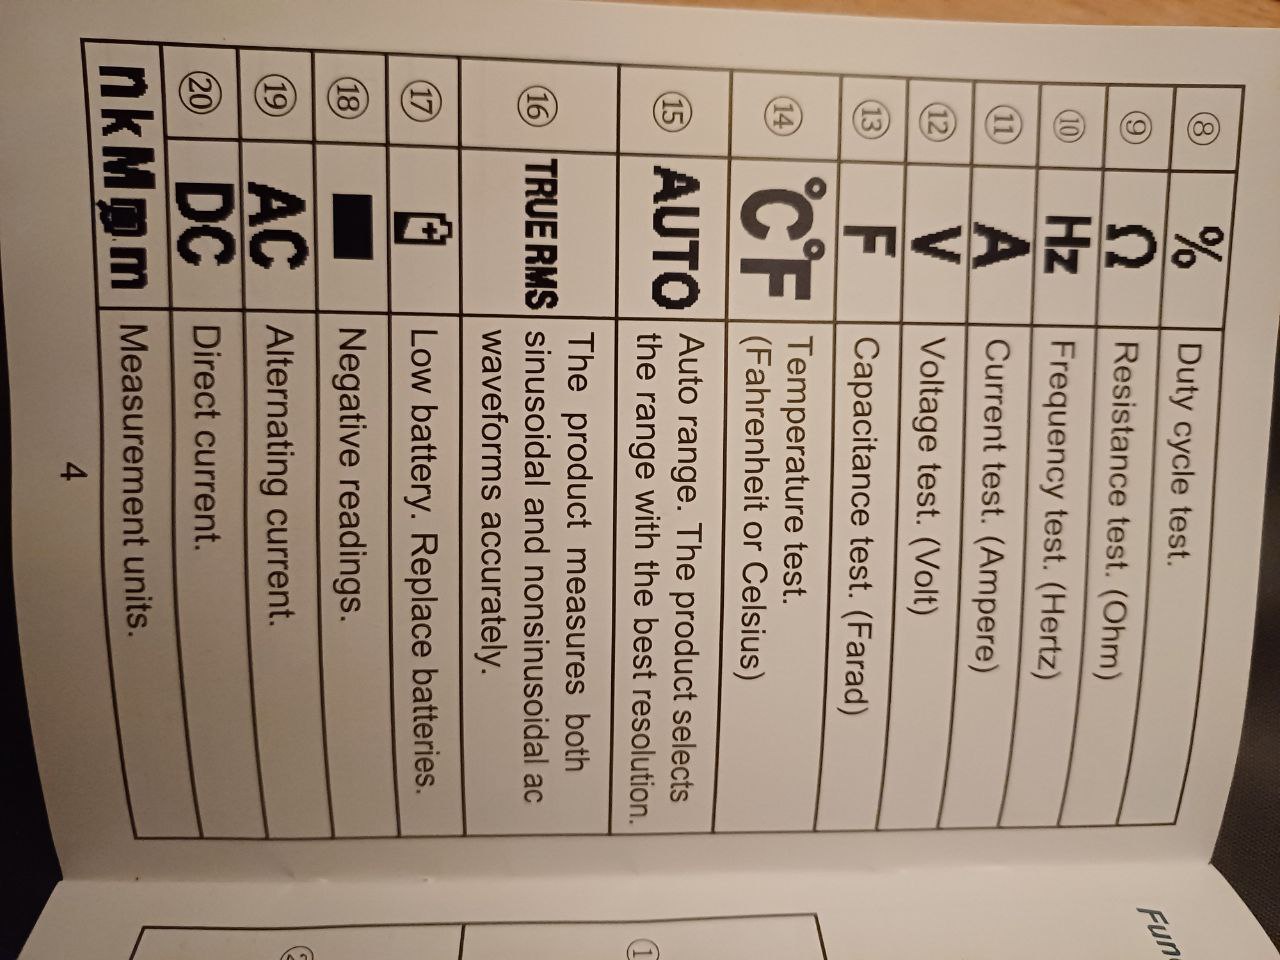 ⑧ % Duty cycle test.
⑨ Ω Resistance test. (Ohm)
⑩ Hz Frequency test. (Hertz)
⑪ A Current test. (Ampere)
⑫ V Voltage test. (Volt)
⑬ F Capacitance test. (Farad)
⑭ °C°F Temperature test.
(Fahrenheit or Celsius)
⑮ AUTO Auto range. The product selects
the range with the best resolution.
⑯ TRUE RMS The product measures both
sinusoidal and nonsinusoidal ac
waveforms accurately.
⑰ Low battery. Replace batteries.
⑱ Negative readings.
⑲ AC Alternating current.
⑳ DC Direct current.
n k M m Measurement units.
4
①